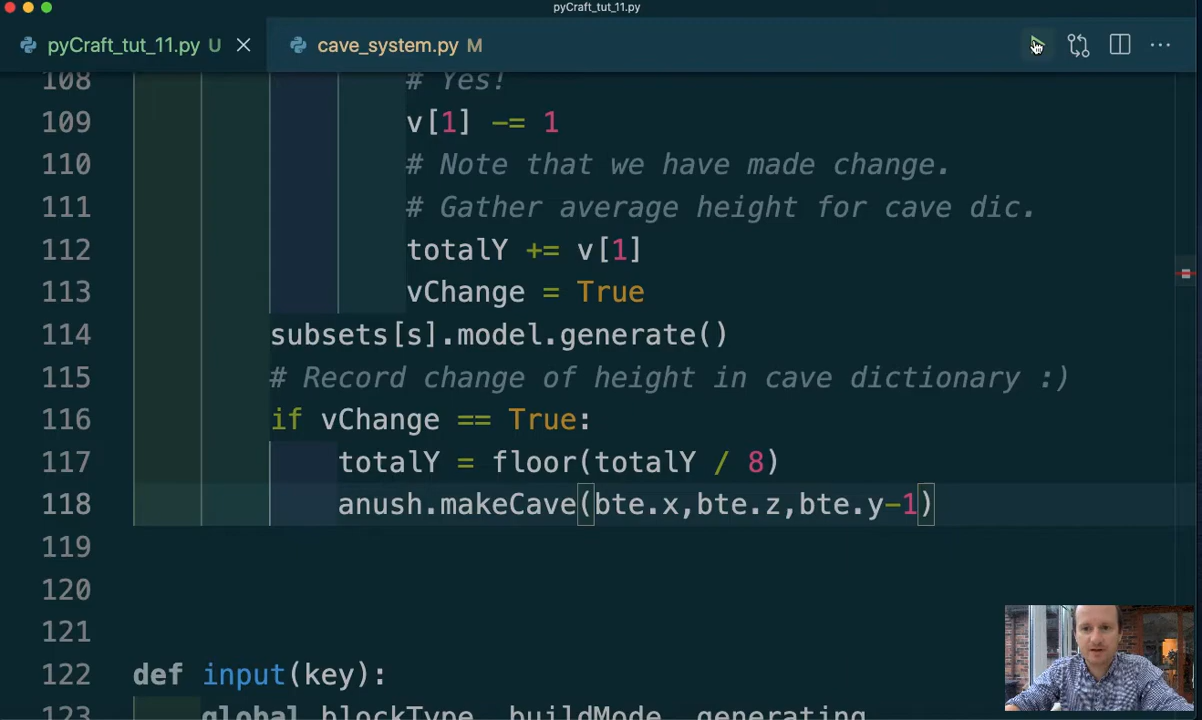 pyCraft_tut_11.py
pyCraft_tut_11.py U
cave_system.py M
108 # Yes!
109 v[1] -= 1
110 # Note that we have made change.
111 # Gather average height for cave dic.
112 totalY += v[1]
113 vChange = True
114 subsets[s].model.generate()
115 # Record change of height in cave dictionary :)
116 if vChange == True:
117 totalY = floor(totalY / 8)
118 anush.makeCave(bte.x,bte.z,bte.y-1)
119
120
121
122 def input(key):
123 global blockType, buildMode, generating